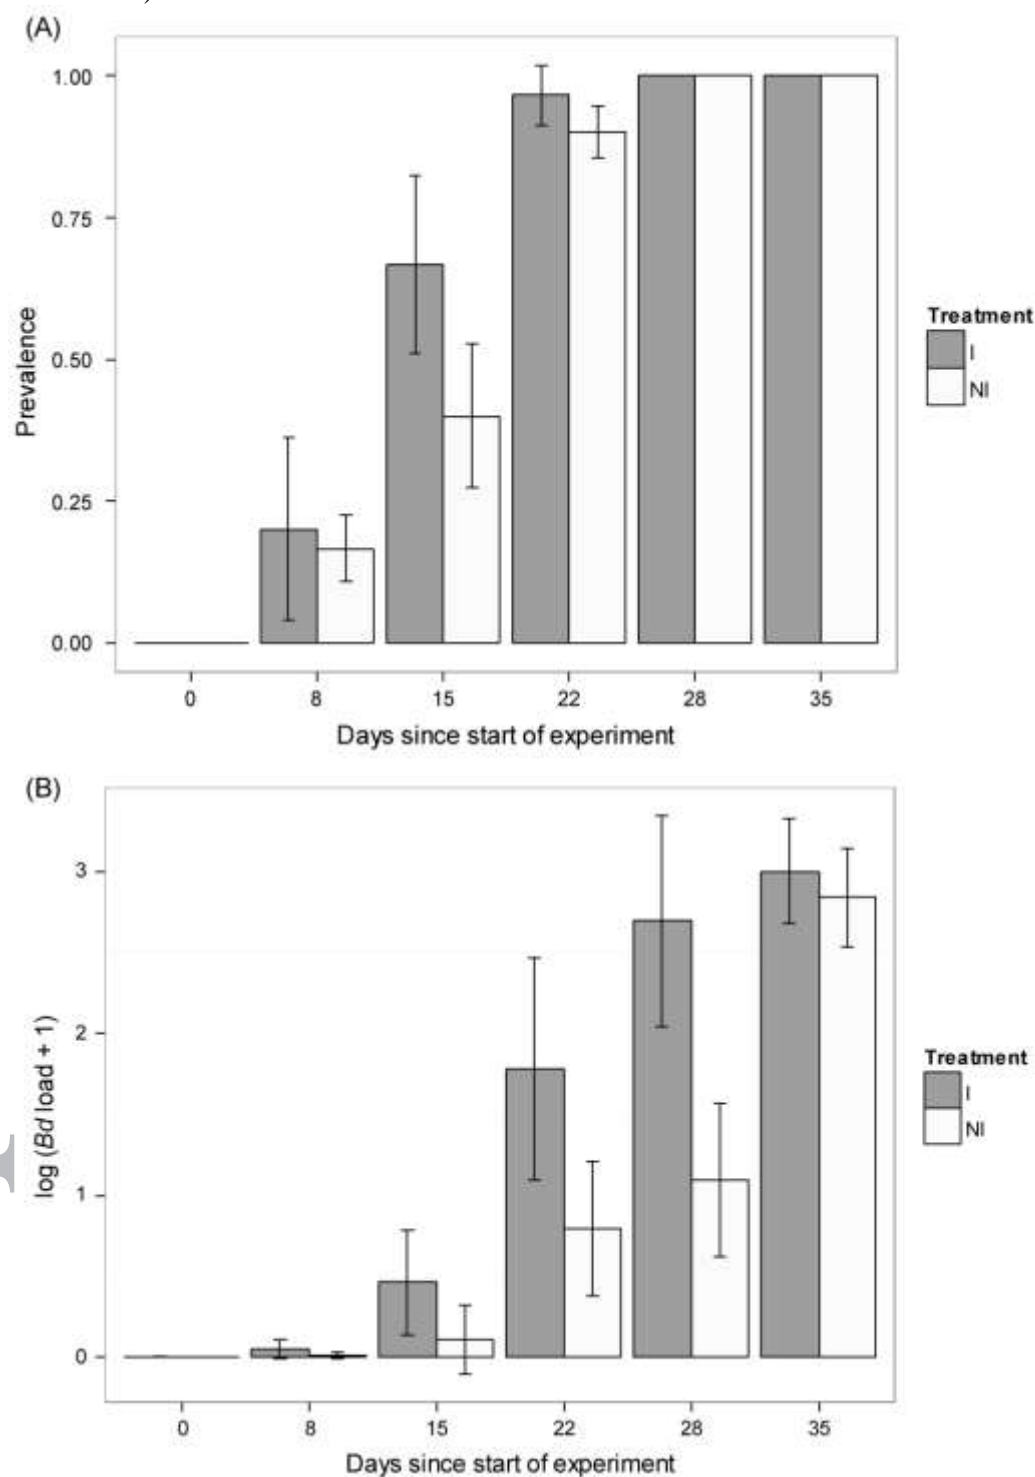 (A)
1.00
0.75
0.50
0.25
0.00
Prevalence
0 8 15 22 28 35
Days since start of experiment
Treatment
I
NI
(B)
3
2
1
0
log (Bd load + 1)
0 8 15 22 28 35
Days since start of experiment
Treatment
I
NI